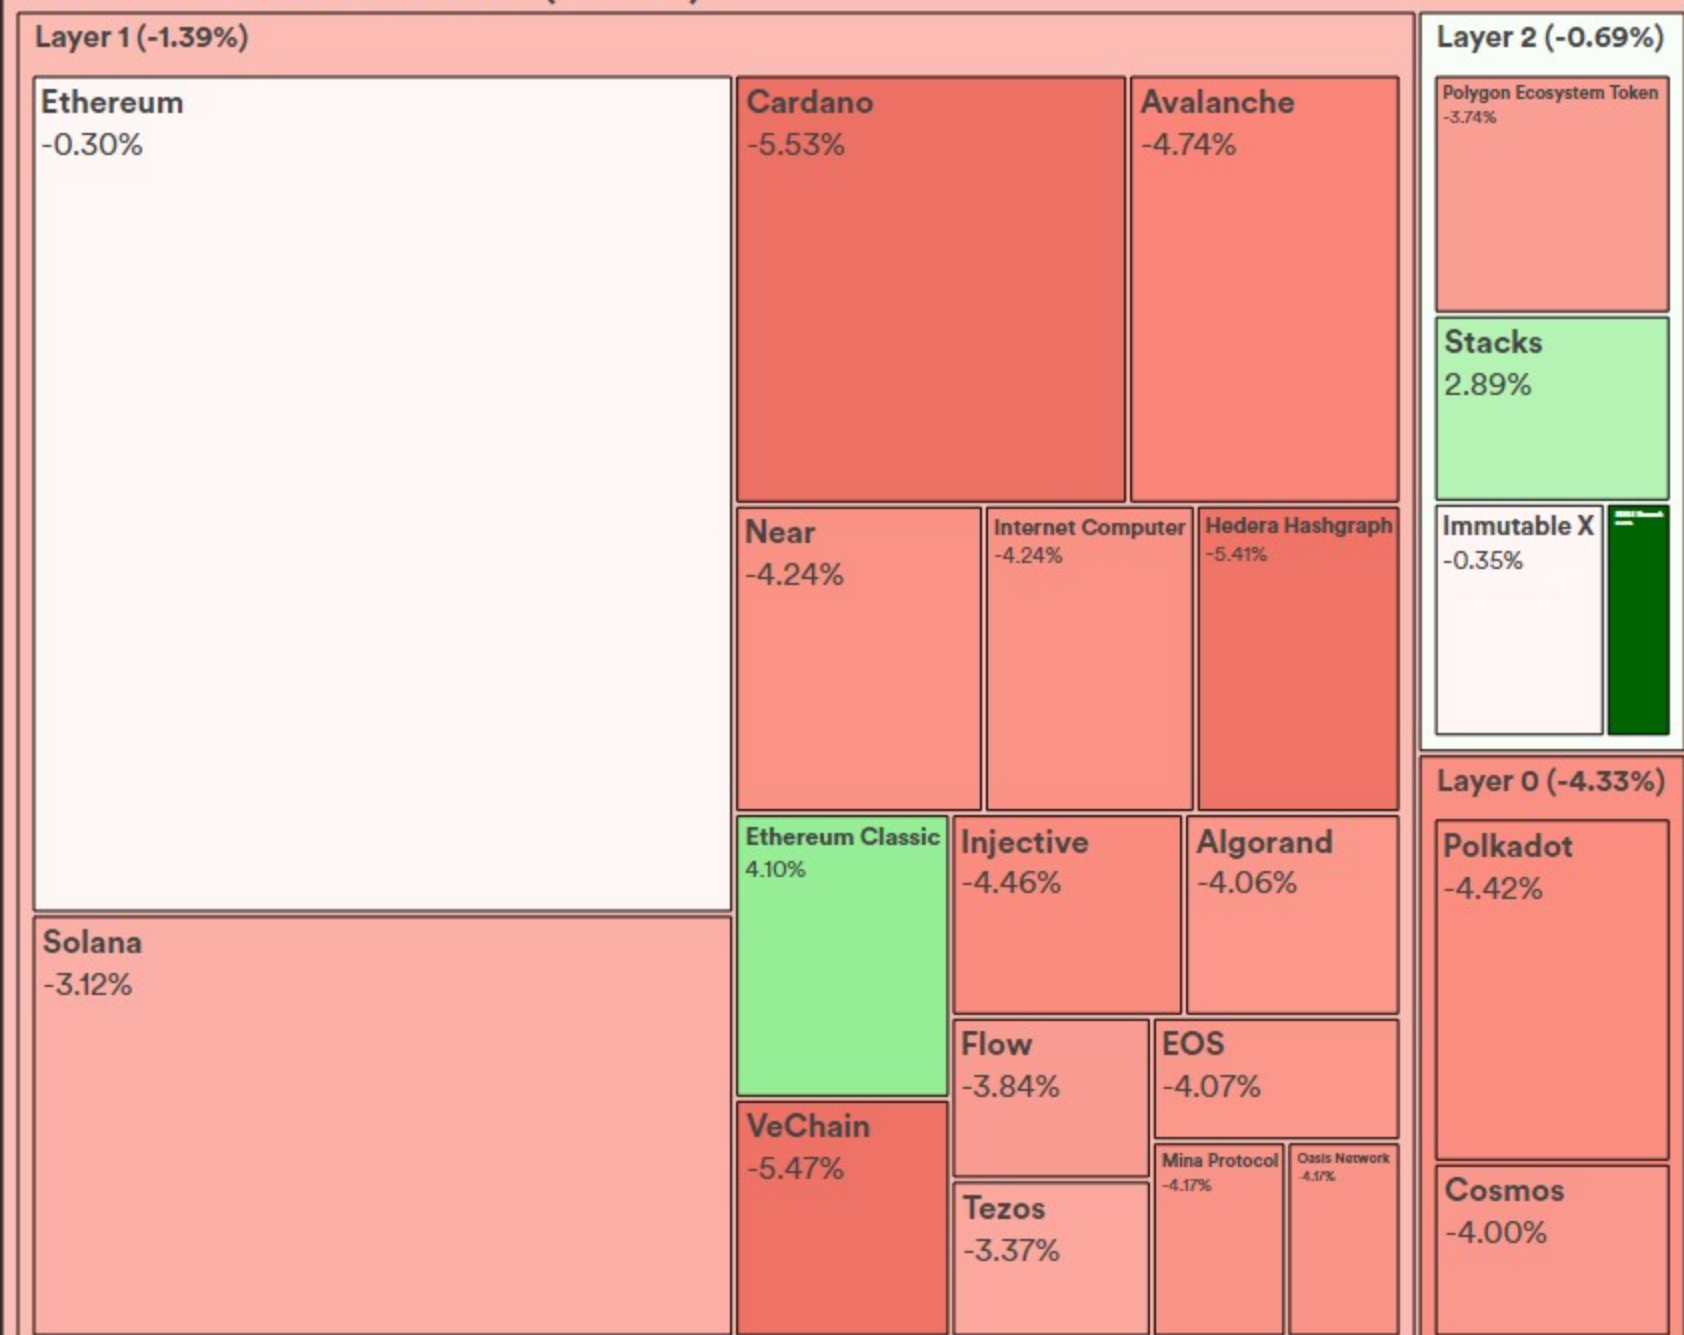 Layer 1 (-1.39%)
Ethereum
-0.30%
Solana
-3.12%
Cardano
-5.53%
Avalanche
-4.74%
Near
-4.24%
Internet Computer
-4.24%
Hedera Hashgraph
-5.41%
Ethereum Classic
4.10%
VeChain
-5.47%
Injective
-4.46%
Algorand
-4.06%
Flow
-3.84%
Tezos
-3.37%
EOS
-4.07%
Mina Protocol
-4.17%
Oasis Network
-4.17%
Layer 2 (-0.69%)
Polygon Ecosystem Token
-3.74%
Stacks
2.89%
Immutable X
-0.35%
Layer 0 (-4.33%)
Polkadot
-4.42%
Cosmos
-4.00%